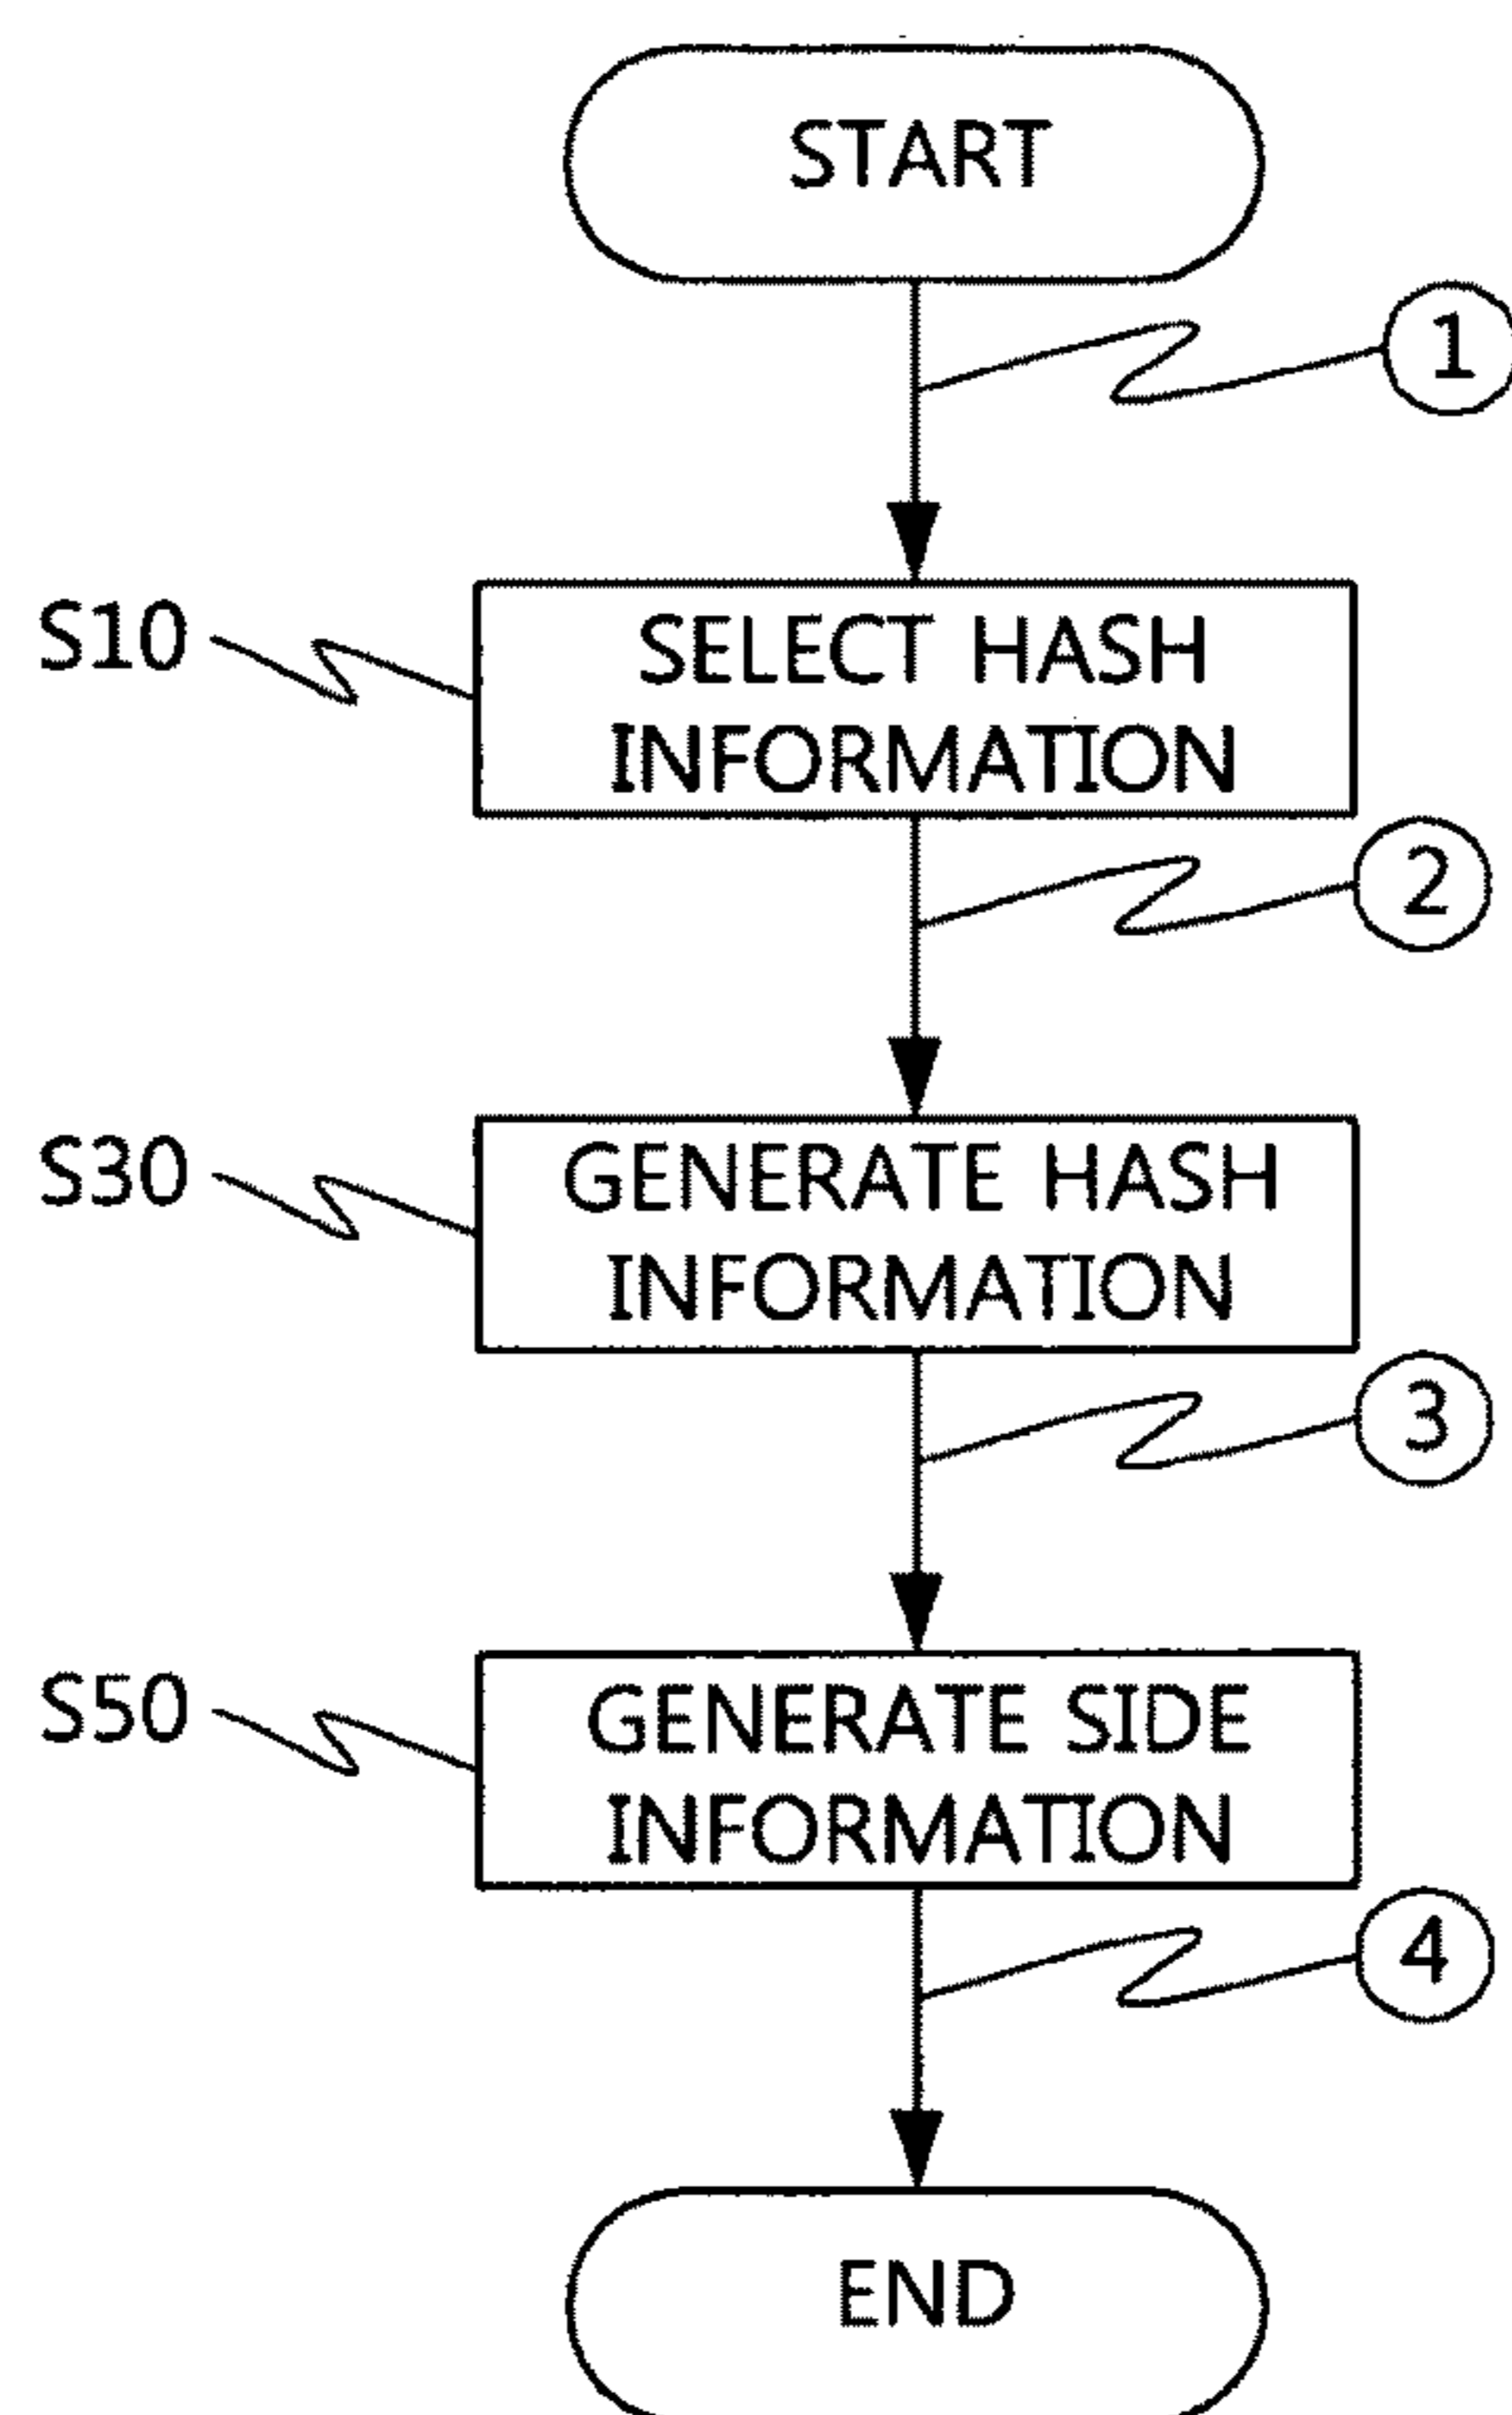 START
1
S10
SELECT HASH
INFORMATION
2
S30
GENERATE HASH
INFORMATION
3
S50
GENERATE SIDE
INFORMATION
4
END